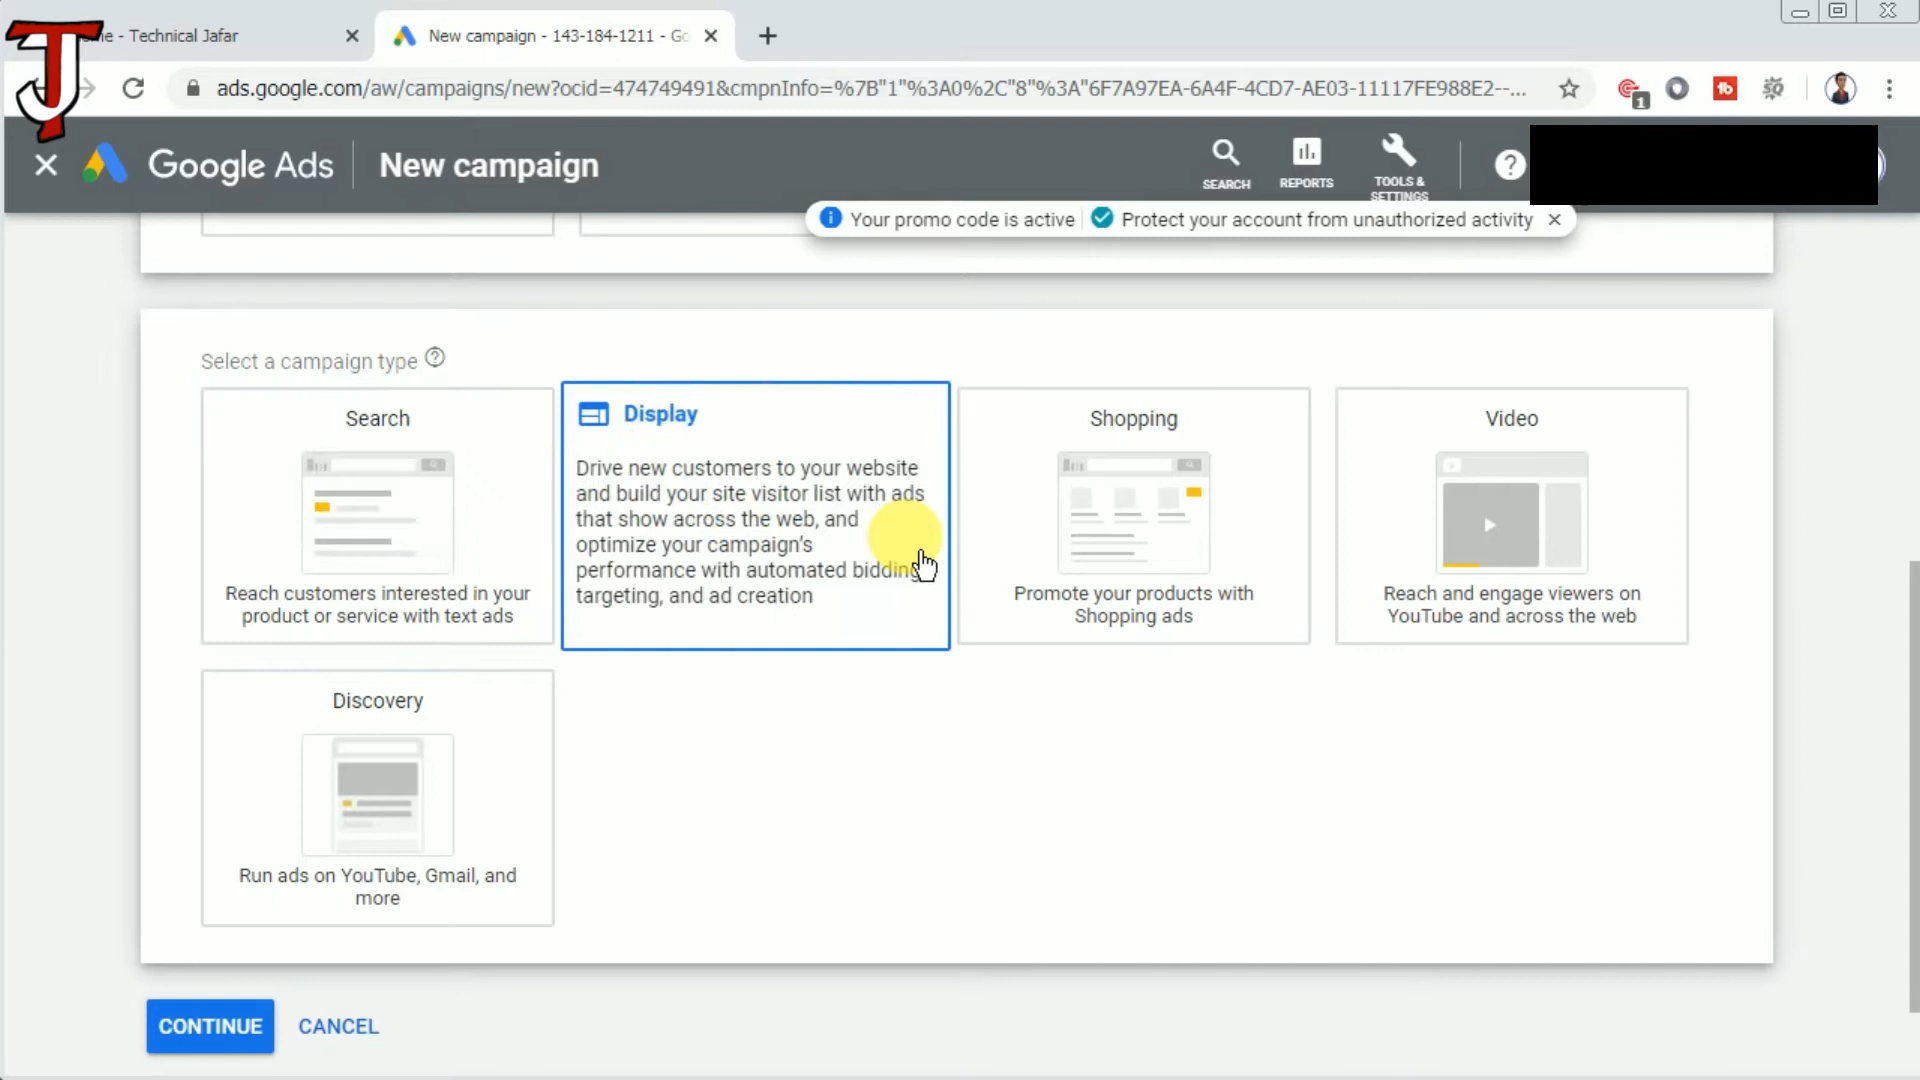 me - Technical Jafar
New campaign - 143-184-1211 - Go
ads.google.com/aw/campaigns/new?ocid=474749491&cmpnInfo=%7B"1"%3A0%2C"8"%3A"6F7A97EA-6A4F-4CD7-AE03-11117FE988E2--...
1
Google Ads
New campaign
SEARCH
REPORTS
TOOLS &
SETTINGS
Your promo code is active
Protect your account from unauthorized activity
Select a campaign type
Search
Reach customers interested in your
product or service with text ads
Display
Drive new customers to your website
and build your site visitor list with ads
that show across the web, and
optimize your campaign's
performance with automated bidding,
targeting, and ad creation
Shopping
Promote your products with
Shopping ads
Video
Reach and engage viewers on
YouTube and across the web
Discovery
Run ads on YouTube, Gmail, and
more
CONTINUE
CANCEL